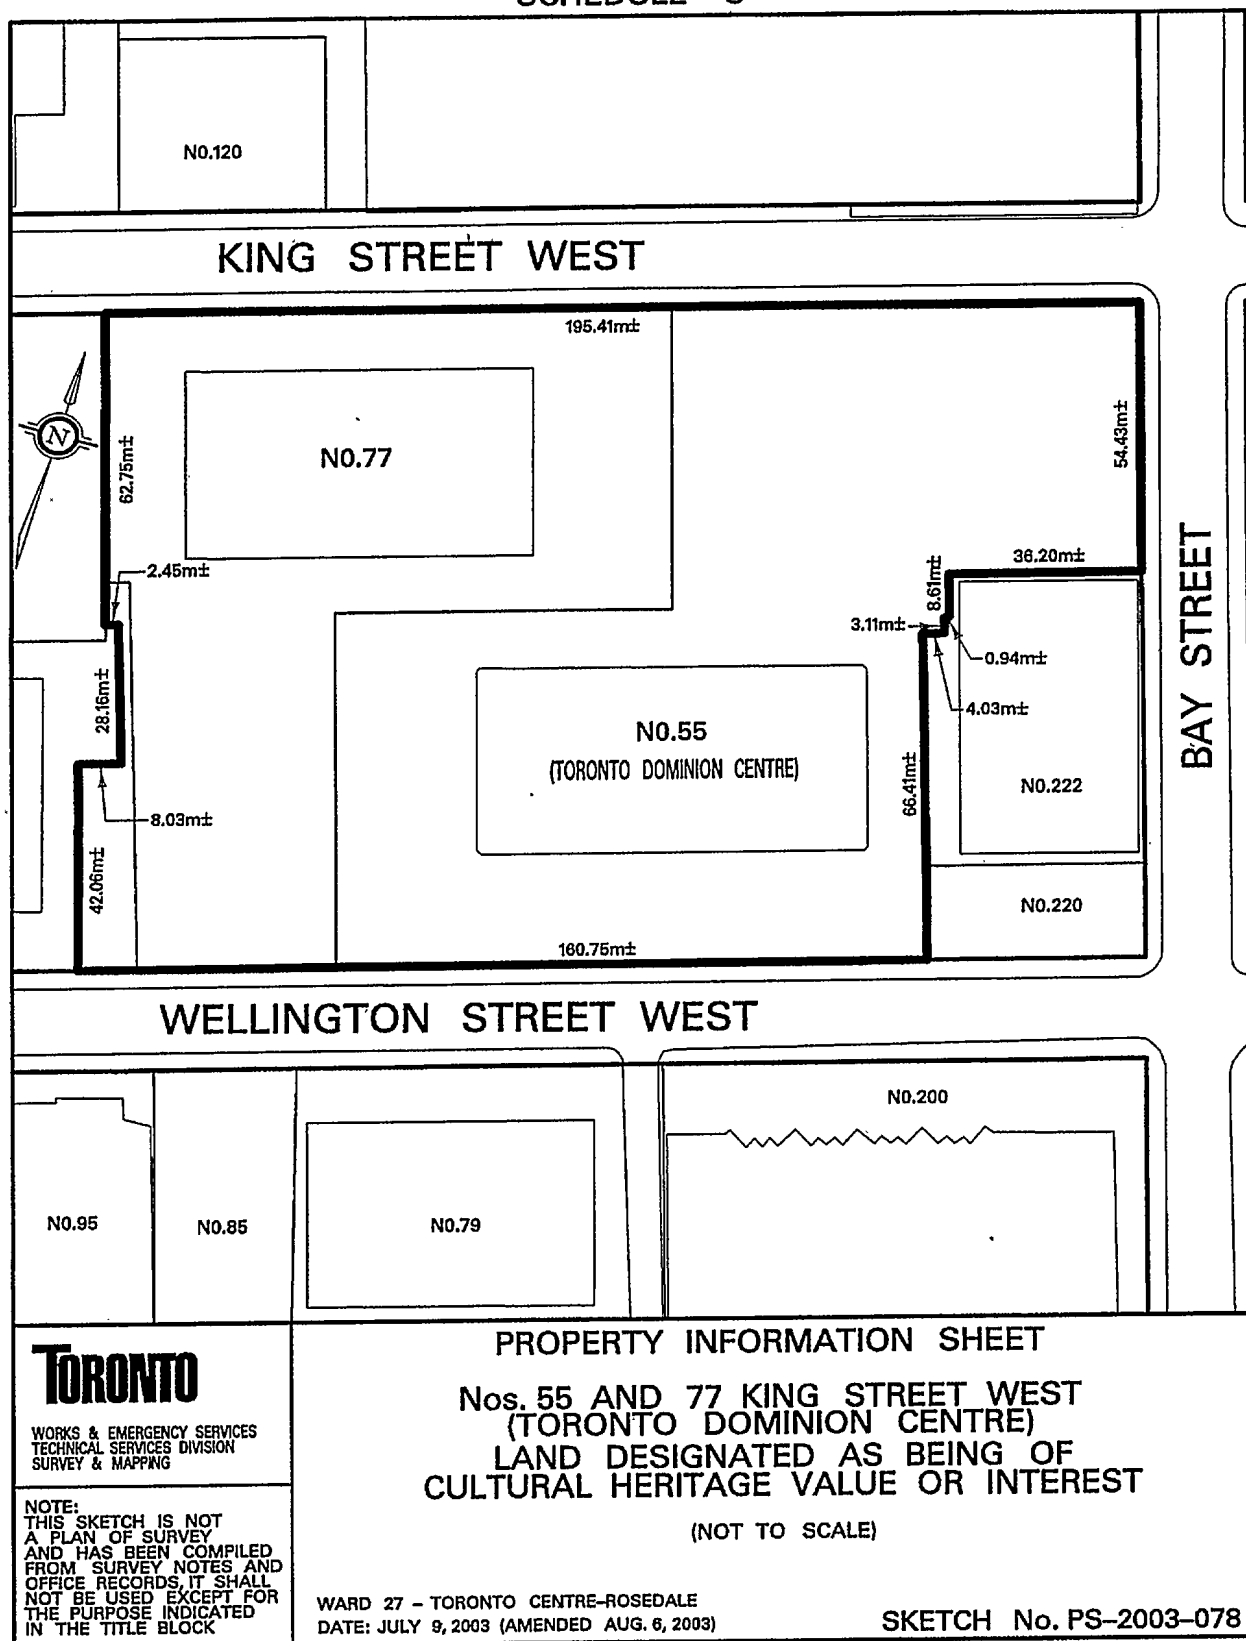 N0.120
KING STREET WEST
195.41m±
N
62.75m±
N0.77
54.43m±
2.45m±
36.20m±
8.61m±
3.11m±
0.94m±
4.03m±
28.16m±
N0.55
(TORONTO DOMINION CENTRE)
66.41m±
N0.222
BAY STREET
8.03m±
42.06m±
N0.220
160.75m±
WELLINGTON STREET WEST
N0.200
N0.95
N0.85
N0.79
TORONTO
WORKS & EMERGENCY SERVICES
TECHNICAL SERVICES DIVISION
SURVEY & MAPPING
NOTE:
THIS SKETCH IS NOT
A PLAN OF SURVEY
AND HAS BEEN COMPILED
FROM SURVEY NOTES AND
OFFICE RECORDS, IT SHALL
NOT BE USED EXCEPT FOR
THE PURPOSE INDICATED
IN THE TITLE BLOCK
PROPERTY INFORMATION SHEET
Nos. 55 AND 77 KING STREET WEST
(TORONTO DOMINION CENTRE)
LAND DESIGNATED AS BEING OF
CULTURAL HERITAGE VALUE OR INTEREST
(NOT TO SCALE)
WARD 27 - TORONTO CENTRE-ROSEDALE
DATE: JULY 9, 2003 (AMENDED AUG. 6, 2003)
SKETCH No. PS-2003-078